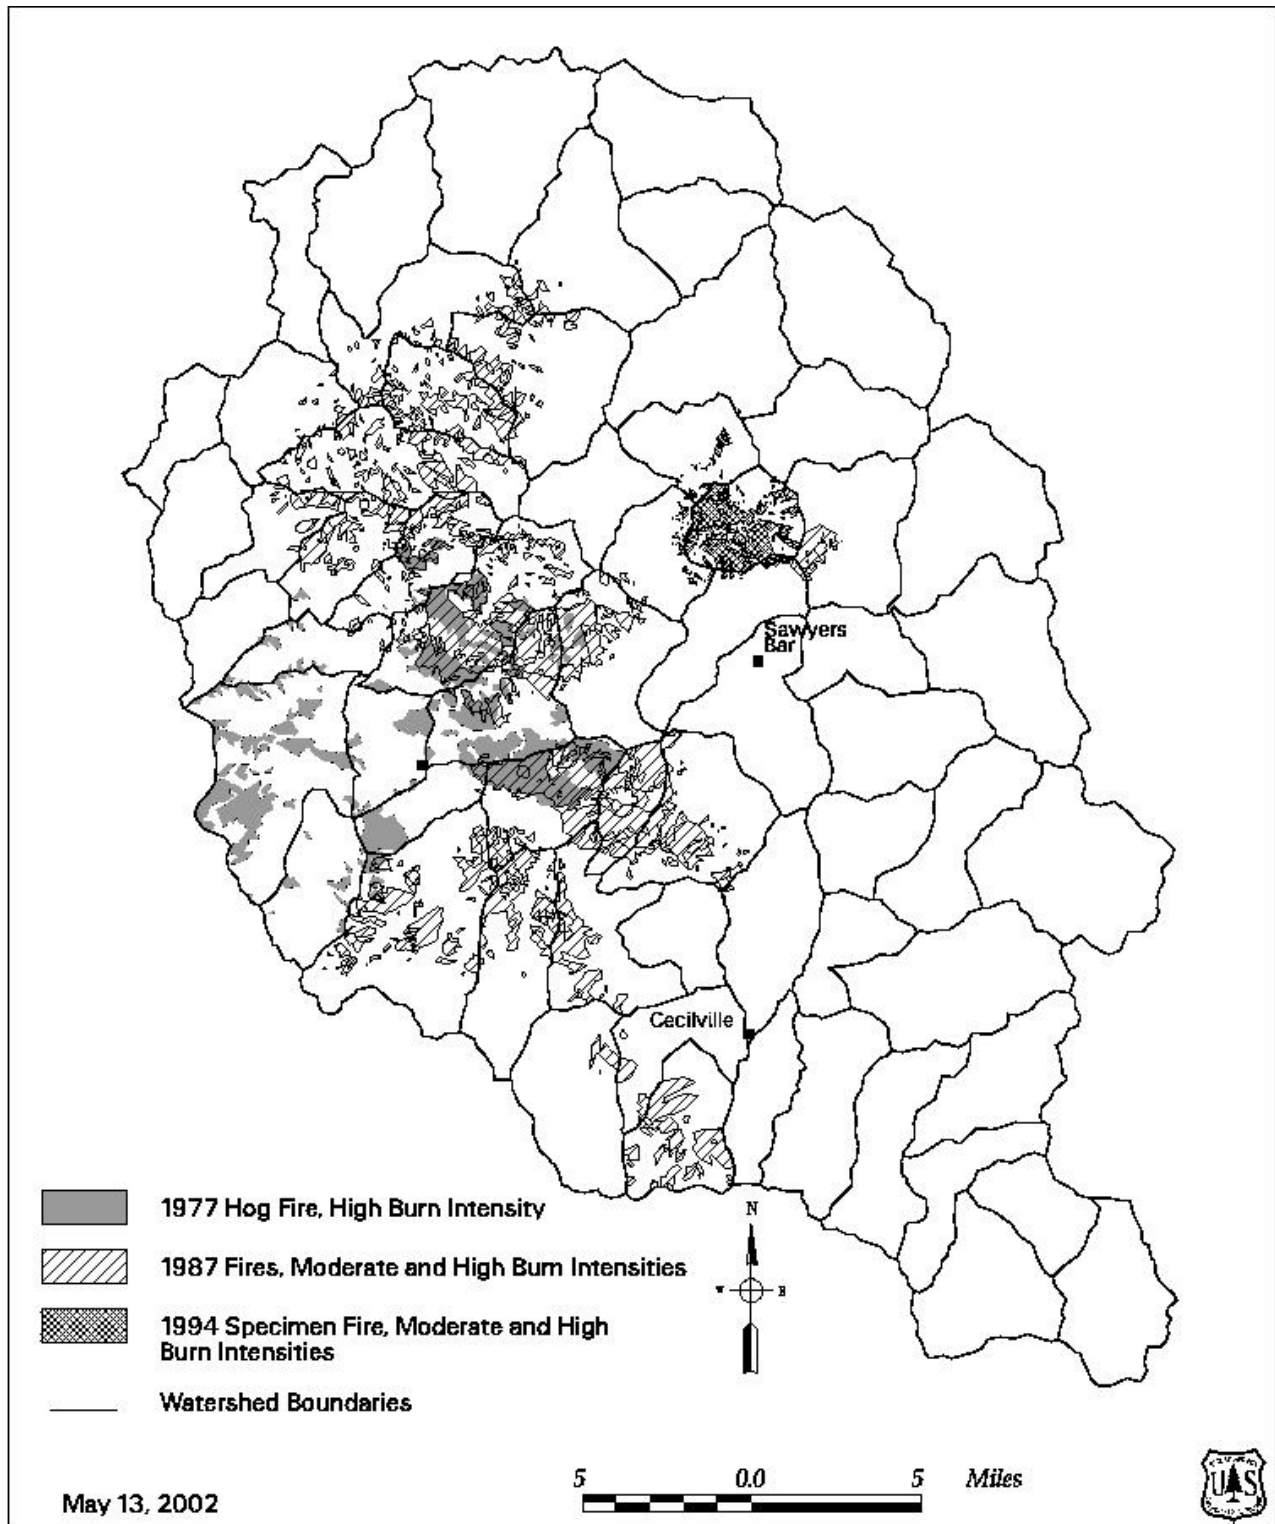 Sawyers
Bar
Cecilville
N
W
E
1977 Hog Fire, High Burn Intensity
1987 Fires, Moderate and High Burn Intensities
1994 Specimen Fire, Moderate and High
Burn Intensities
Watershed Boundaries
May 13, 2002
5 0.0 5 Miles
U S